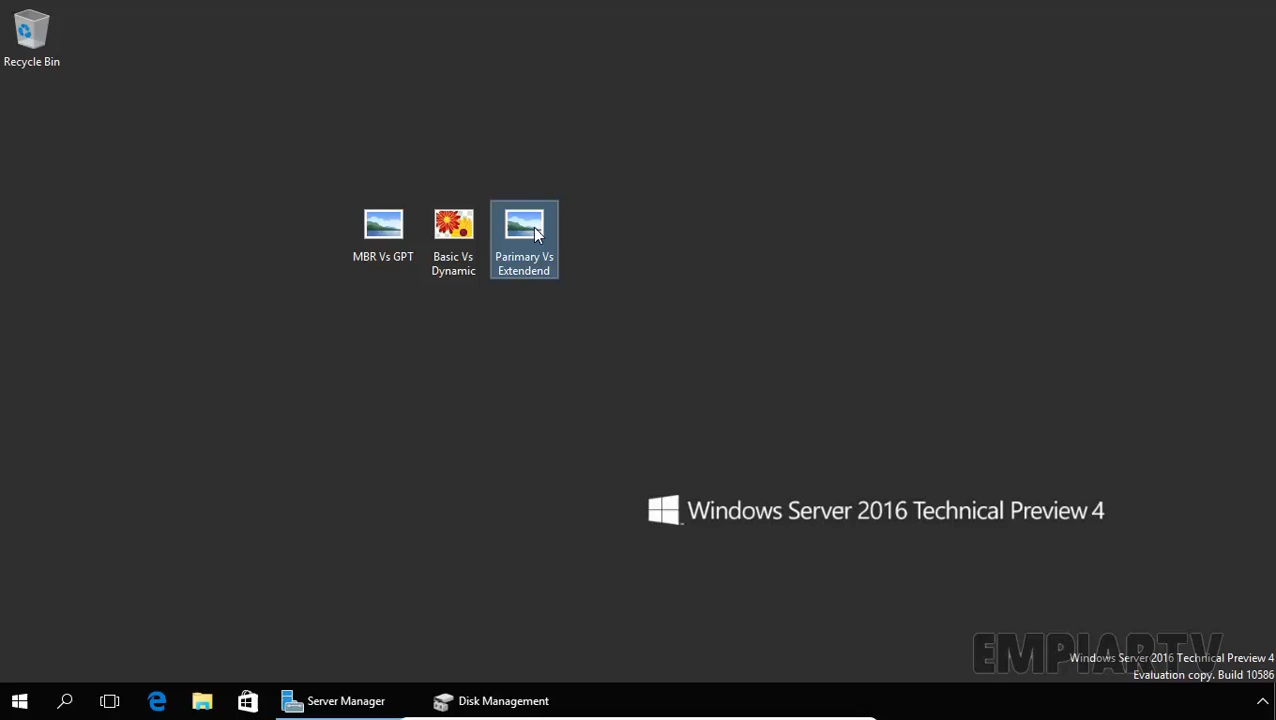 Recycle Bin
MBR Vs GPT
Basic Vs
Dynamic
Parimary Vs
Extendend
Windows Server 2016 Technical Preview 4
EMPIARTV
Windows Server 2016 Technical Preview 4
Evaluation copy. Build 10586
Server Manager
Disk Management